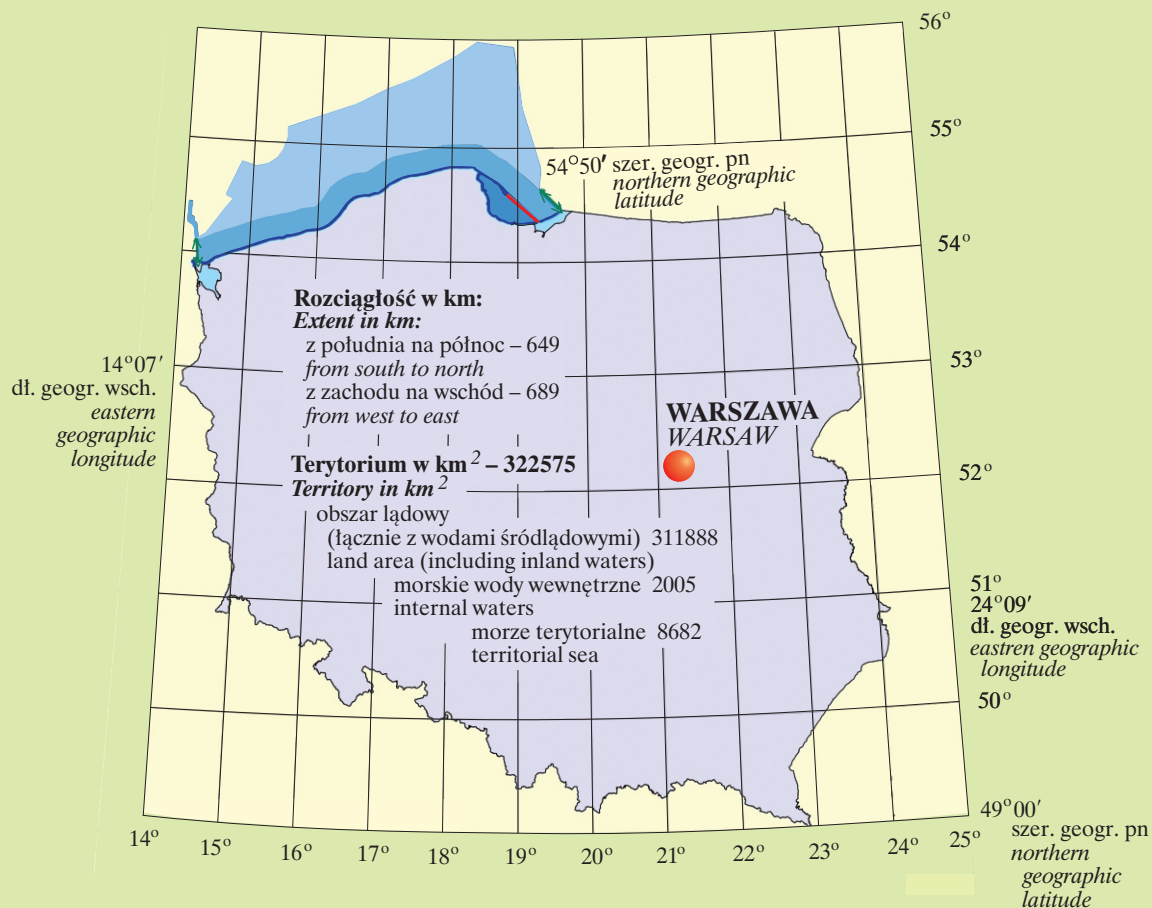 56°
55°
54°50′ szer. geogr. pn
northern geographic
latitude
54°
Rozciągłość w km:
Extent in km:
z południa na północ – 649
from south to north
z zachodu na wschód – 689
from west to east
53°
14°07′
dł. geogr. wsch.
eastern
geographic
longitude
WARSZAWA
WARSAW
Terytorium w km² – 322575
Territory in km²
52°
obszar lądowy
(łącznie z wodami śródlądowymi) 311888
land area (including inland waters)
morskie wody wewnętrzne 2005
internal waters
morze terytorialne 8682
territorial sea
51°
24°09′
dł. geogr. wsch.
eastren geographic
longitude
50°
49°00′
szer. geogr. pn
northern
geographic
latitude
14° 15° 16° 17° 18° 19° 20° 21° 22° 23° 24° 25°